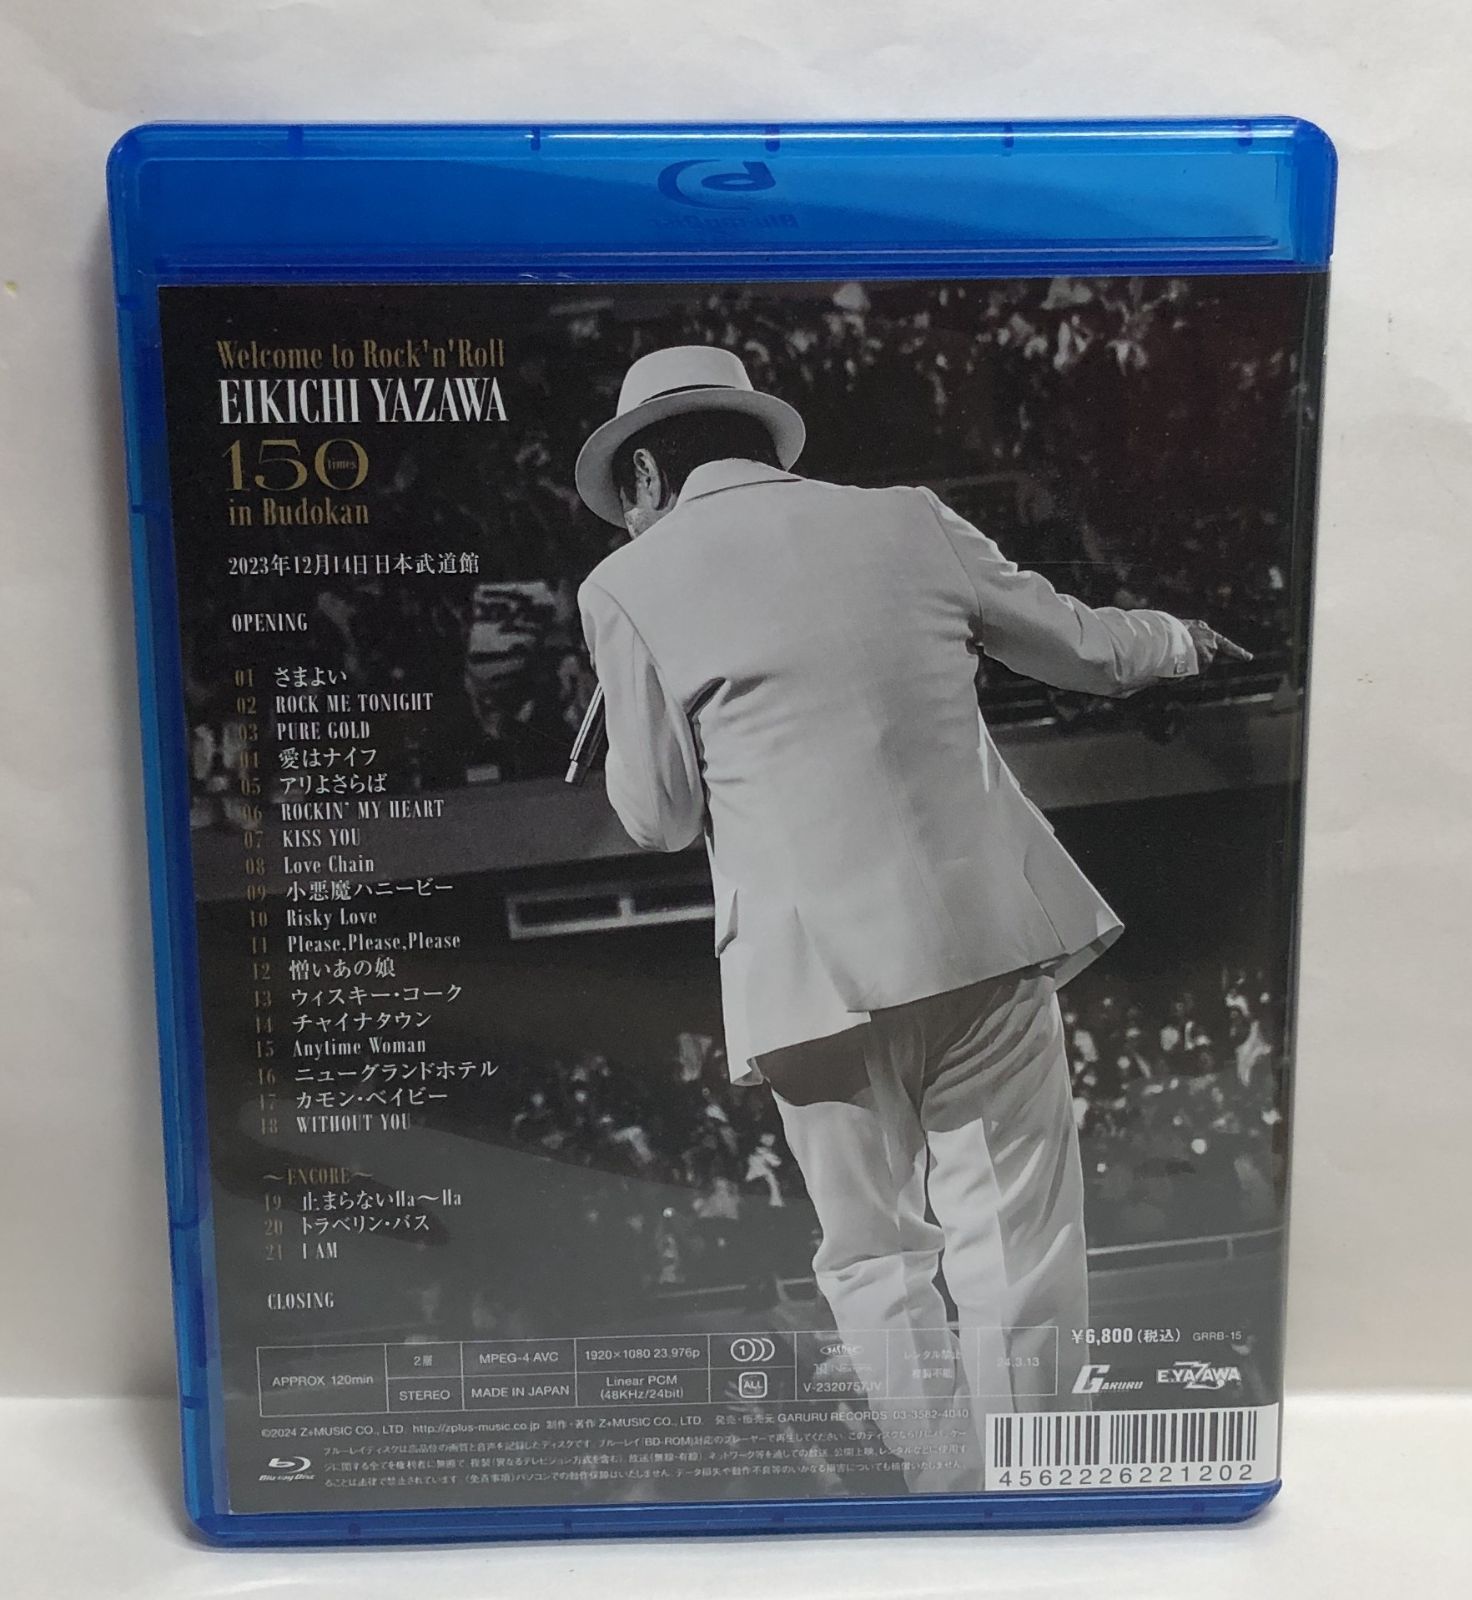 Welcome to Rock'n'Roll
EIKICHI YAZAWA
150 times
in Budokan
2023年12月14日 日本武道館
OPENING
01 さまよい
02 ROCK ME TONIGHT
03 PURE GOLD
04 愛はナイフ
05 アリよさらば
06 ROCKIN' MY HEART
07 KISS YOU
08 Love Chain
09 小悪魔ハニービー
10 Risky Love
11 Please,Please,Please
12 憎いあの娘
13 ウィスキー・コーク
14 チャイナタウン
15 Anytime Woman
16 ニューグランドホテル
17 カモン・ベイビー
18 WITHOUT YOU
～ENCORE～
19 止まらないHa～Ha
20 トラベリン・バス
21 I AM
CLOSING
¥6,800(税込) GRRB-15
APPROX 120min
2層 MPEG-4 AVC 1920×1080 23.976p
STEREO MADE IN JAPAN Linear PCM (48KHz/24bit)
1
ALL
V-2320757JV
レンタル禁止
複製不能
24.3.13
GARURU E.YAZAWA
©2024 Z+MUSIC CO., LTD. http://zplus-music.co.jp 制作・著作 Z+MUSIC CO., LTD. 発売・販売元 GARURU RECORDS 03-3582-4040
Blu-ray Disc
4562226221202